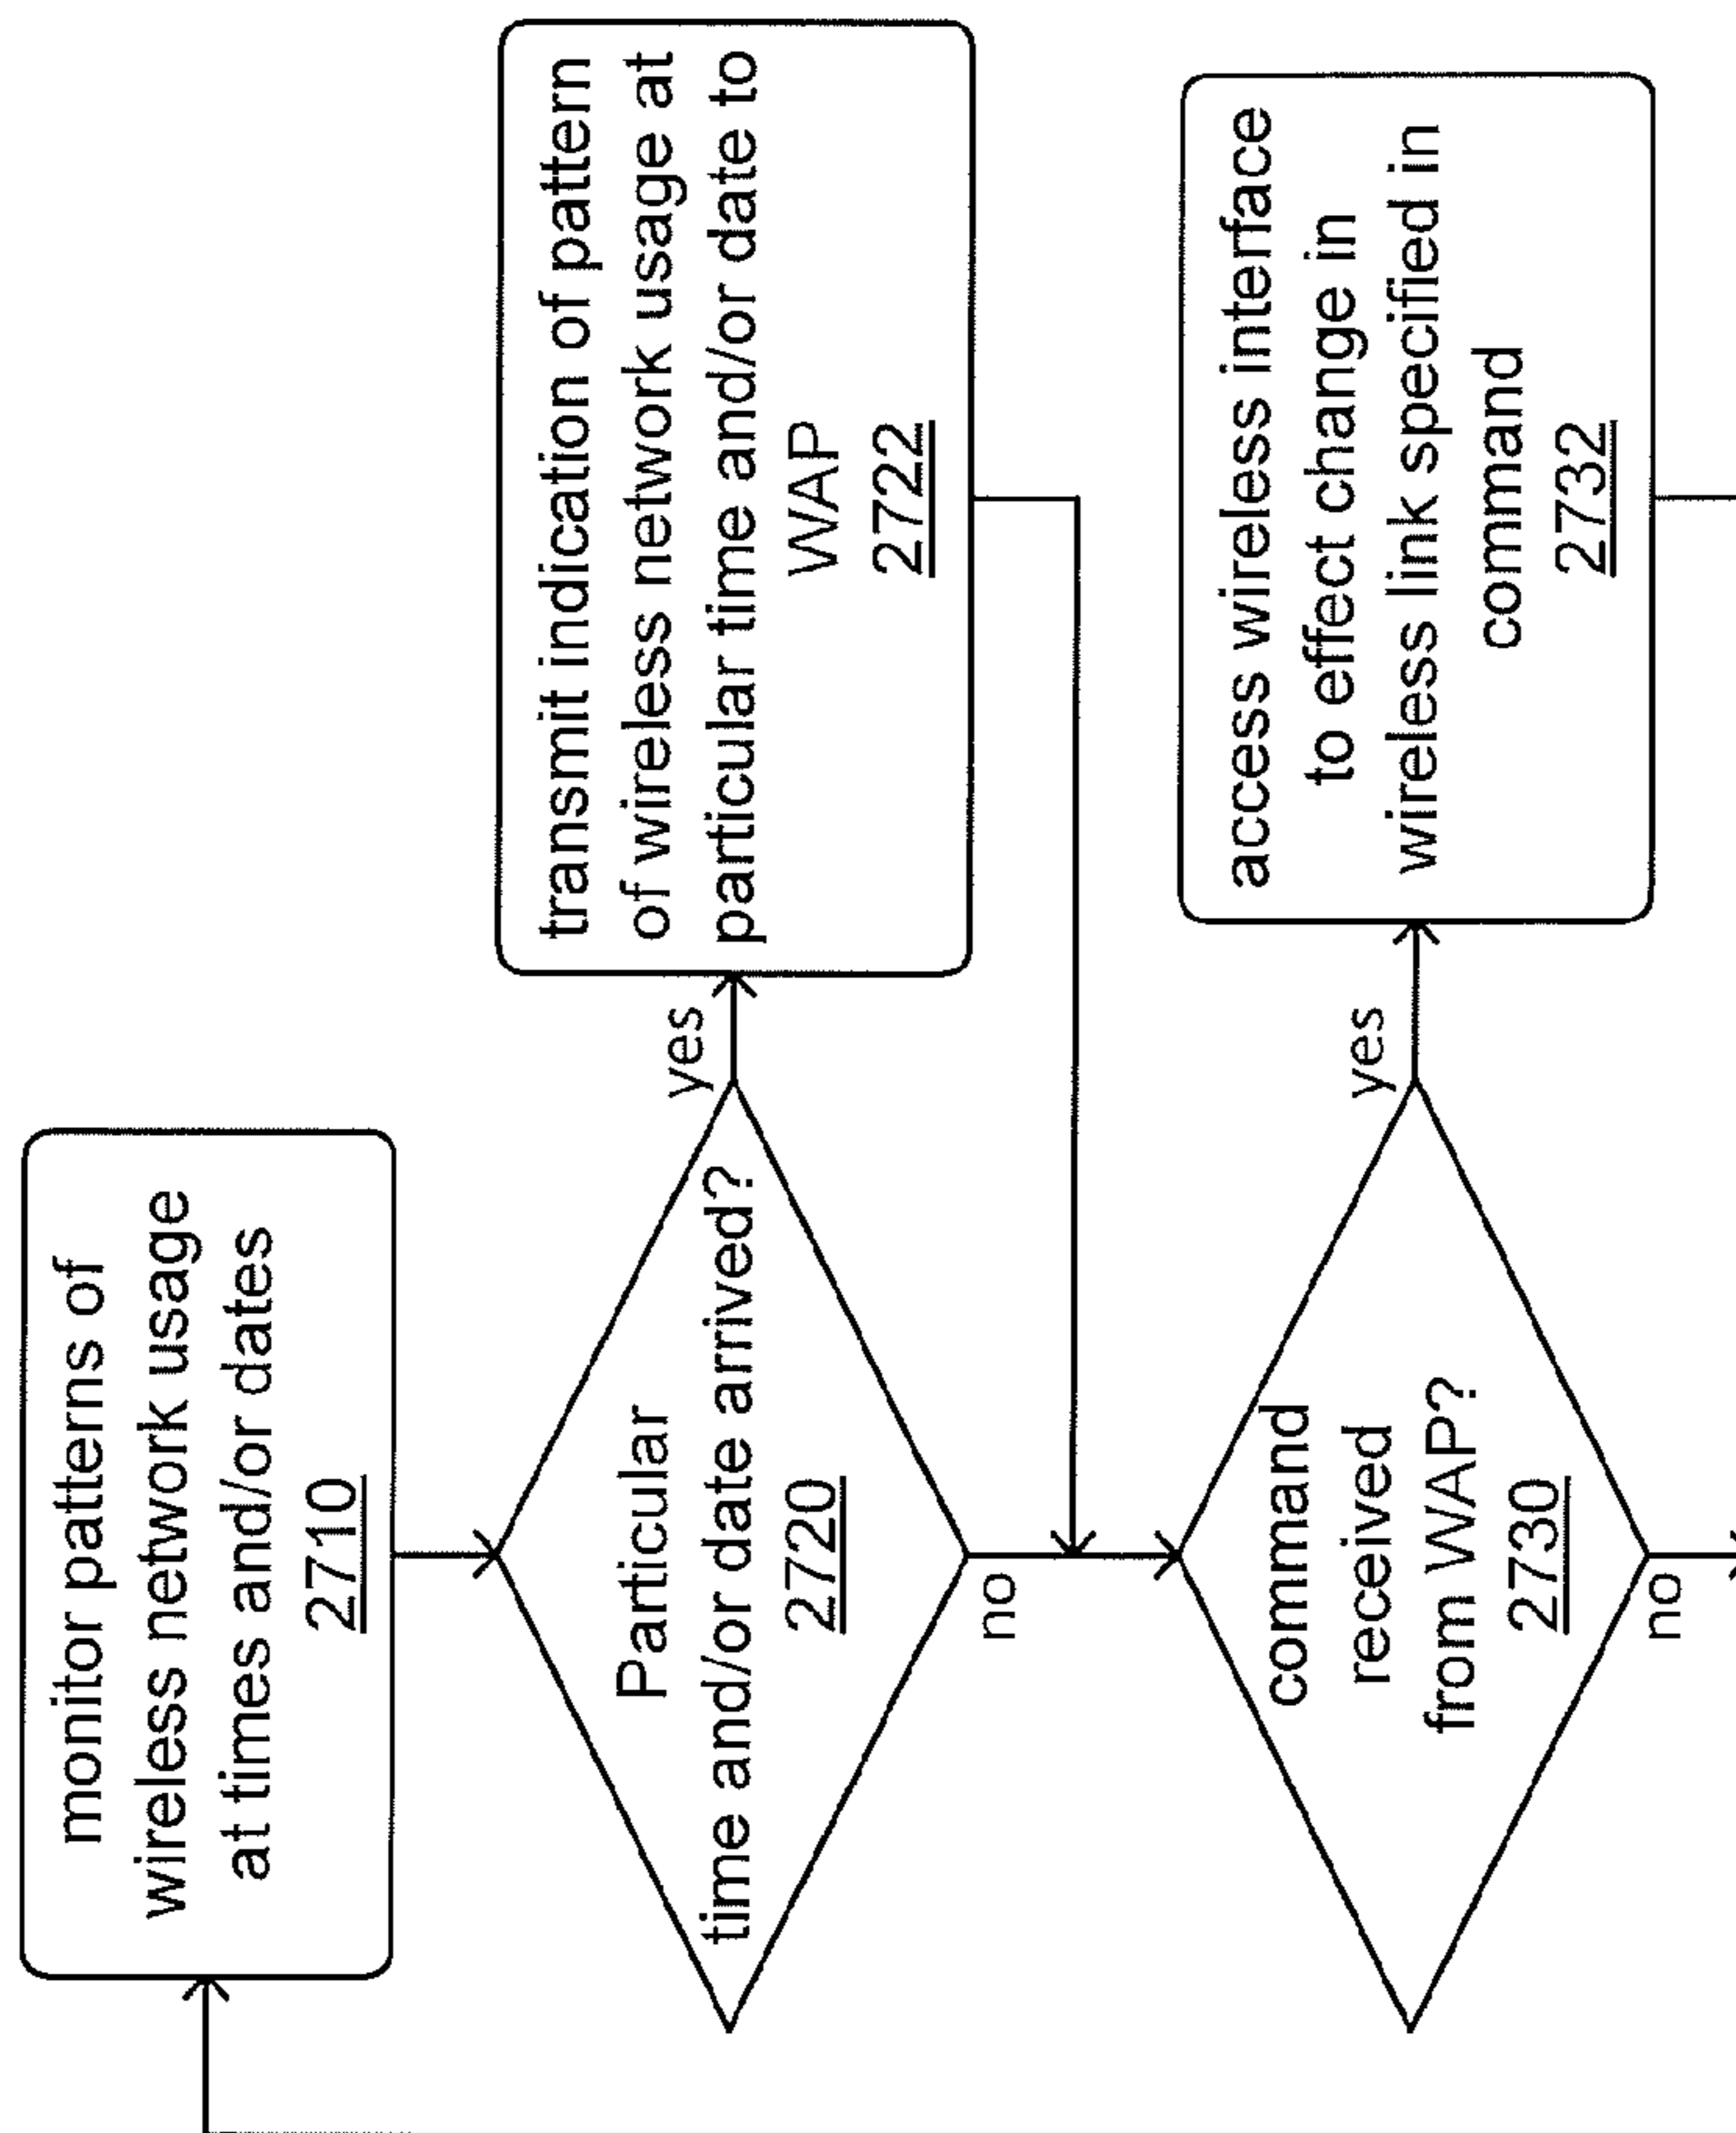 monitor patterns of
wireless network usage
at times and/or dates
2710
Particular
time and/or date arrived?
2720
yes
transmit indication of pattern
of wireless network usage at
particular time and/or date to
WAP
2722
no
command
received
from WAP?
2730
yes
access wireless interface
to effect change in
wireless link specified in
command
2732
no